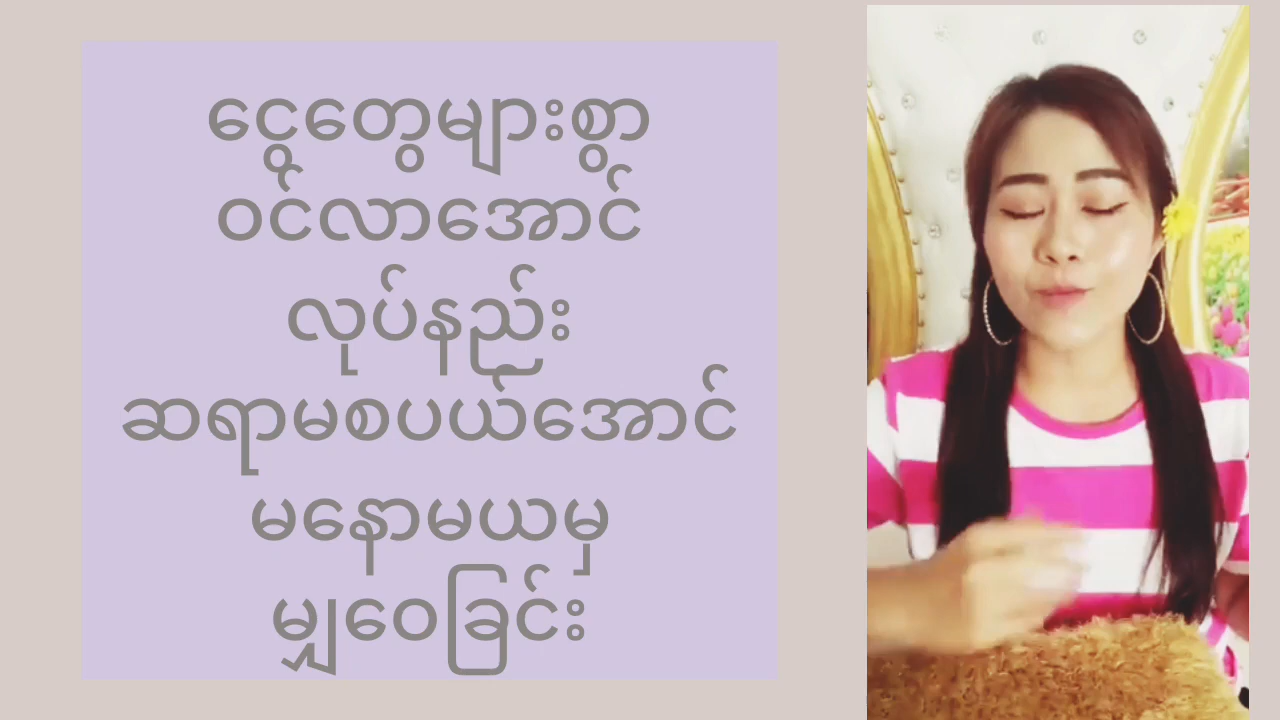 ငွေတွေများစွာ
ဝင်လာအောင်
လုပ်နည်း
ဆရာမစပယ်အောင်
မနောမယမှ
မျှဝေခြင်း